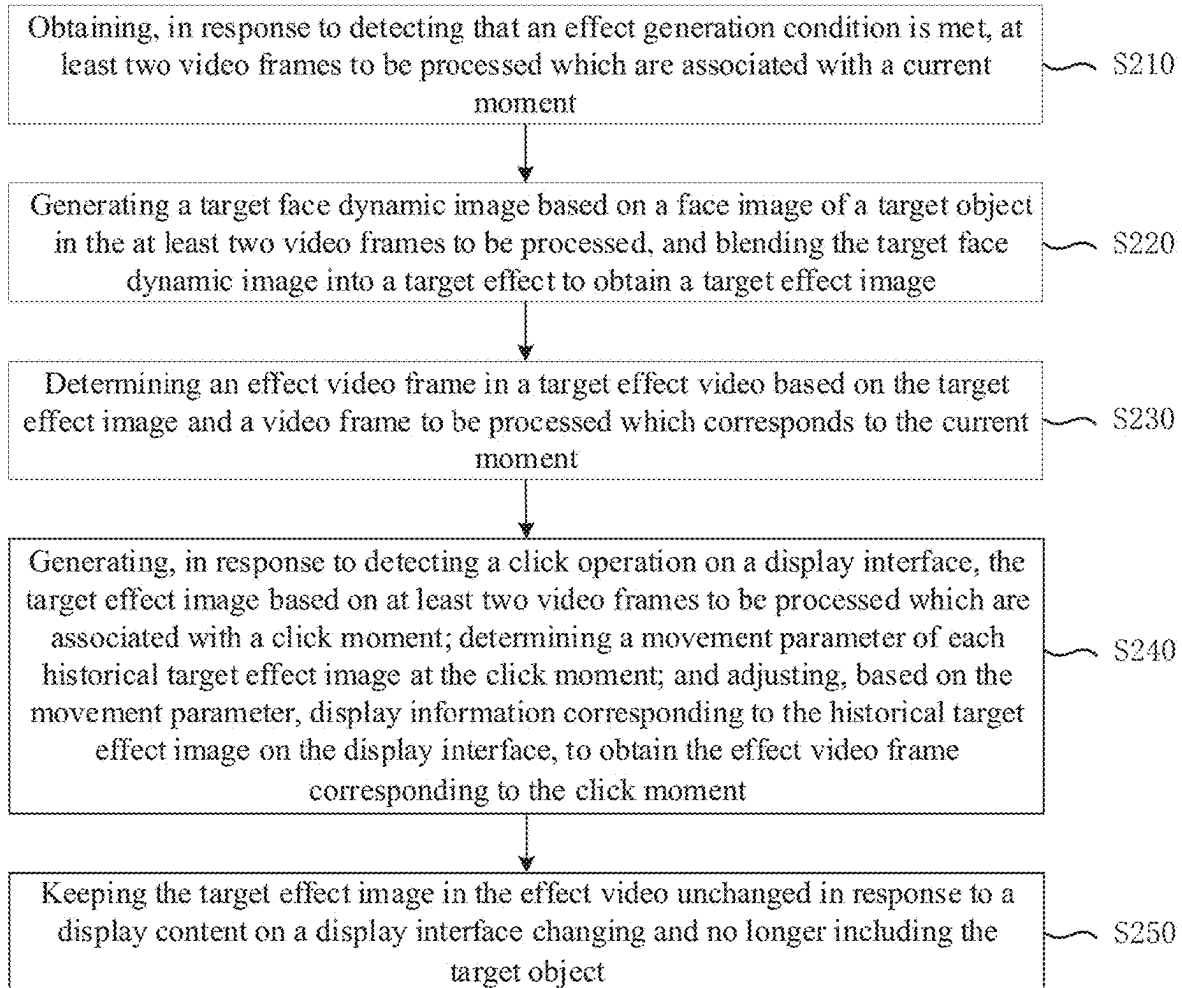 Obtaining, in response to detecting that an effect generation condition is met, at
least two video frames to be processed which are associated with a current
moment
S210
Generating a target face dynamic image based on a face image of a target object
in the at least two video frames to be processed, and blending the target face
dynamic image into a target effect to obtain a target effect image
S220
Determining an effect video frame in a target effect video based on the target
effect image and a video frame to be processed which corresponds to the current
moment
S230
Generating, in response to detecting a click operation on a display interface, the
target effect image based on at least two video frames to be processed which are
associated with a click moment; determining a movement parameter of each
historical target effect image at the click moment; and adjusting, based on the
movement parameter, display information corresponding to the historical target
effect image on the display interface, to obtain the effect video frame
corresponding to the click moment
S240
Keeping the target effect image in the effect video unchanged in response to a
display content on a display interface changing and no longer including the
target object
S250